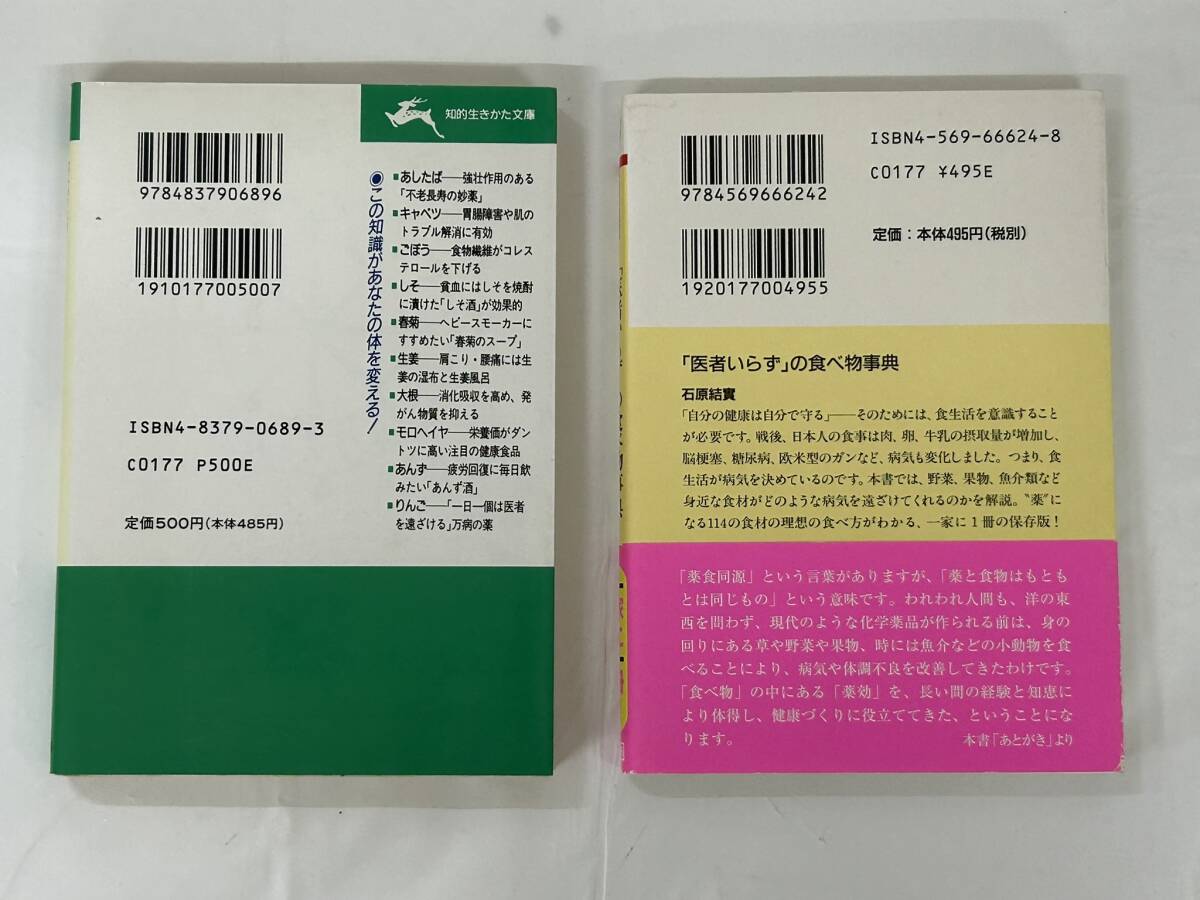 知的生きかた文庫
9784837906896
1910177005007
ISBN4-8379-0689-3
C0177 P500E
定価500円(本体485円)
●この知識があなたの体を変える!
■あしたば――強壮作用のある
「不老長寿の妙薬」
■キャベツ――胃腸障害や肌の
トラブル解消に有効
■ごぼう――食物繊維がコレス
テロールを下げる
■しそ――貧血にはしそを焼酎
に漬けた「しそ酒」が効果的
■春菊――ヘビースモーカーに
すすめたい「春菊のスープ」
■生姜――肩こり・腰痛には生
姜の湿布と生姜風呂
■大根――消化吸収を高め、発
がん物質を抑える
■モロヘイヤ――栄養価がダン
トツに高い注目の健康食品
■あんず――疲労回復に毎日飲
みたい「あんず酒」
■りんご――「一日一個は医者
を遠ざける」万病の薬
9784569666242
1920177004955
ISBN4-569-66624-8
C0177 ¥495E
定価:本体495円(税別)
「医者いらず」の食べ物事典
石原結實
「自分の健康は自分で守る」――そのためには、食生活を意識すること
が必要です。戦後、日本人の食事は肉、卵、牛乳の摂取量が増加し、
脳梗塞、糖尿病、欧米型のガンなど、病気も変化しました。つまり、食
生活が病気を決めているのです。本書では、野菜、果物、魚介類など
身近な食材がどのような病気を遠ざけてくれるのかを解説。〝薬〟に
なる114の食材の理想の食べ方がわかる、一家に1冊の保存版!
「薬食同源」という言葉がありますが、「薬と食物はもともと
とは同じもの」という意味です。われわれ人間も、洋の東
西を問わず、現代のような化学薬品が作られる前は、身の
回りにある草や野菜や果物、時には魚介などの小動物を食
べることにより、病気や体調不良を改善してきたわけです。
「食べ物」の中にある「薬効」を、長い間の経験と知恵に
より体得し、健康づくりに役立ててきた、ということにな
ります。
本書「あとがき」より